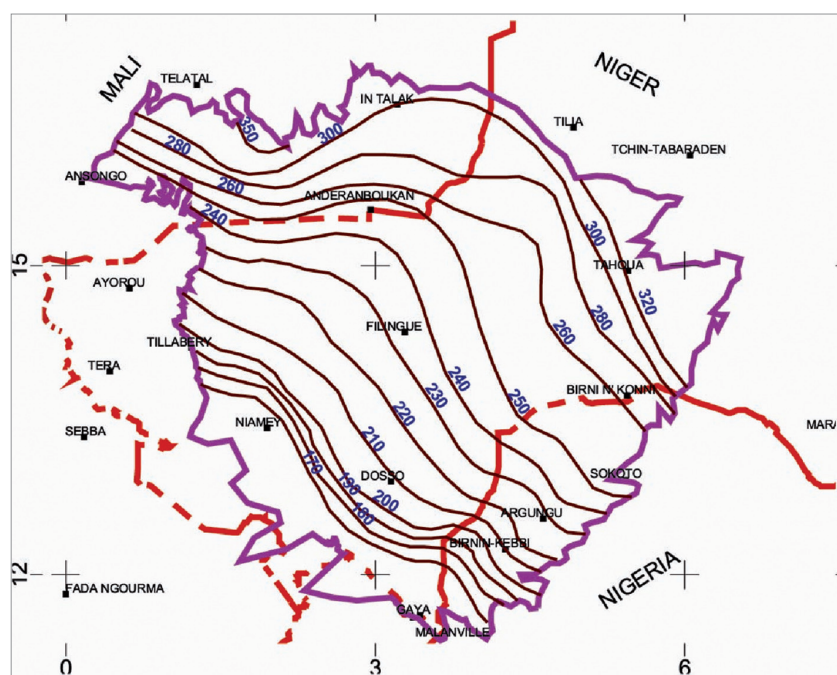 MALI
NIGER
TELATAL
IN TALAK
350
300
TILIA
280
TCHIN-TABARADEN
ANSONGO
260
ANDERANBOUKAN
240
300
15
TAHOUA
AYOROU
320
FILINGUE
280
TILLABERY
260
TERA
240
230
BIRNI N' KONNI
250
220
NIAMEY
SEBBA
210
170
190
DOSSO
200
180
SOKOTO
ARGUNGU
BIRNIN-KEBBI
NIGERIA
12
FADA NGOURMA
GAYA
MALANVILLE
0
3
6